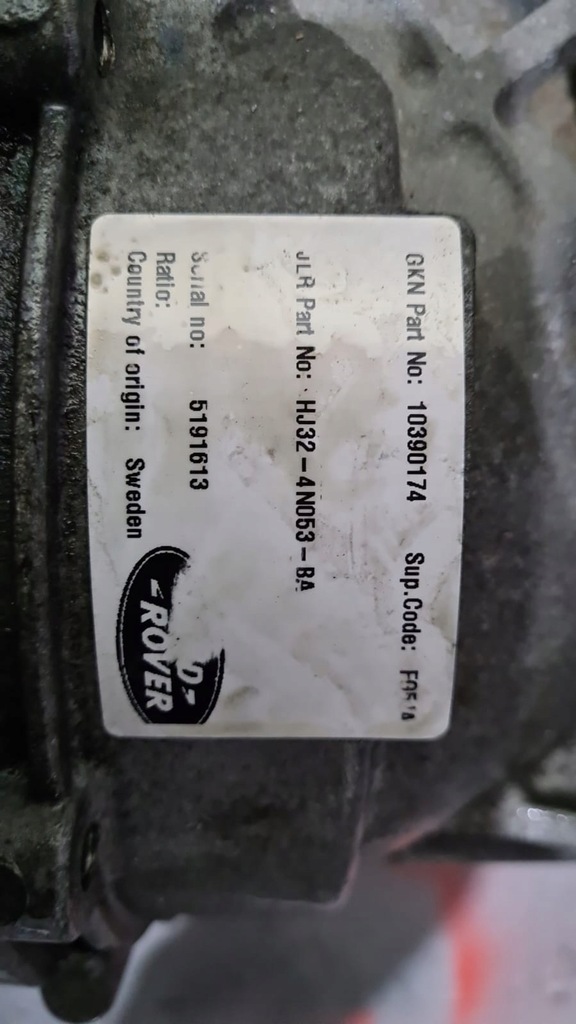 GKN Part No: 10390174 Sup.Code:
JLR Part No: HJ32-4N053-BA
Serial no: 5191613
Ratio:
Country of origin: Sweden
ROVER